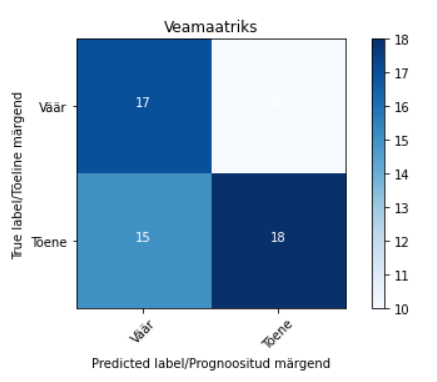 Veamaatriks
True label/Tõeline märgend
Väär
17
10
Tõene
15
18
Väär
Tõene
Predicted label/Prognoositud märgend
18
17
16
15
14
13
12
11
10